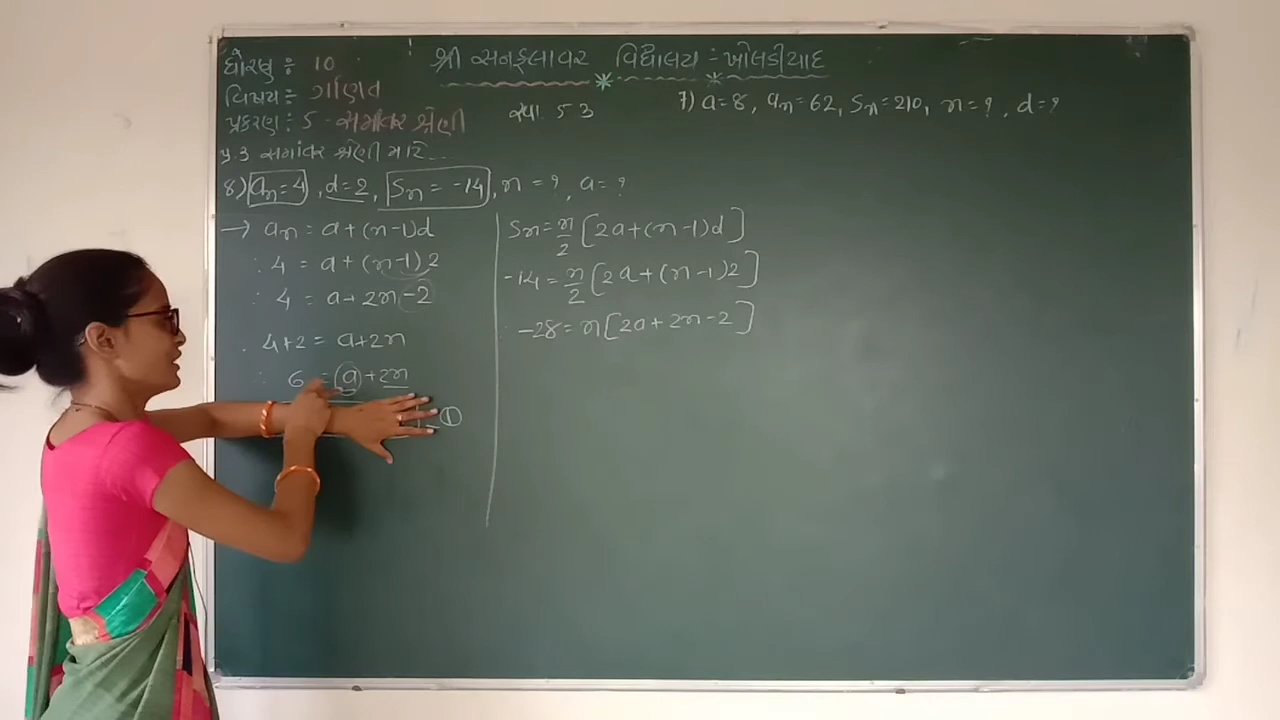 ધોરણ : 10
શ્રી સનફ્લાવર વિદ્યાલય - ખોલડીયાદ
વિષય : ગણિત
પ્રકરણ : 5 - સમાંતર શ્રેણી
સ્વા 5.3
7) a=8, an=62, Sn=210, n=?, d=?
પ્ર.3 સમાંતર શ્રેણી માટે...
8) an=4, d=2, Sn=-14, n=?, a=?
→ an = a+(n-1)d
∴ 4 = a+(n-1)2
∴ 4 = a+2n-2
∴ 4+2 = a+2n
∴ 6 = a+2n
①
Sn=n/2[2a+(n-1)d]
-14=n/2[2a+(n-1)2]
-28=n[2a+2n-2]